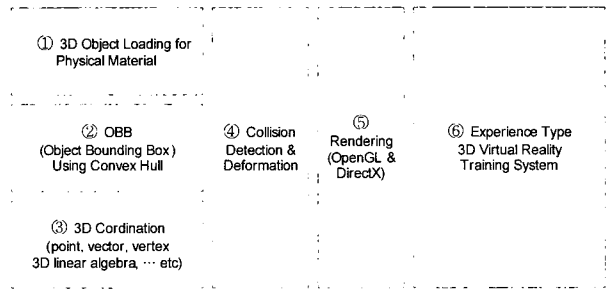 ① 3D Object Loading for
Physical Material
② OBB
(Object Bounding Box)
Using Convex Hull
③ 3D Cordination
(point, vector, vertex
3D linear algebra, ··· etc)
④ Collision
Detection &
Deformation
⑤
Rendering
(OpenGL &
DirectX)
⑥ Experience Type
3D Virtual Reality
Training System